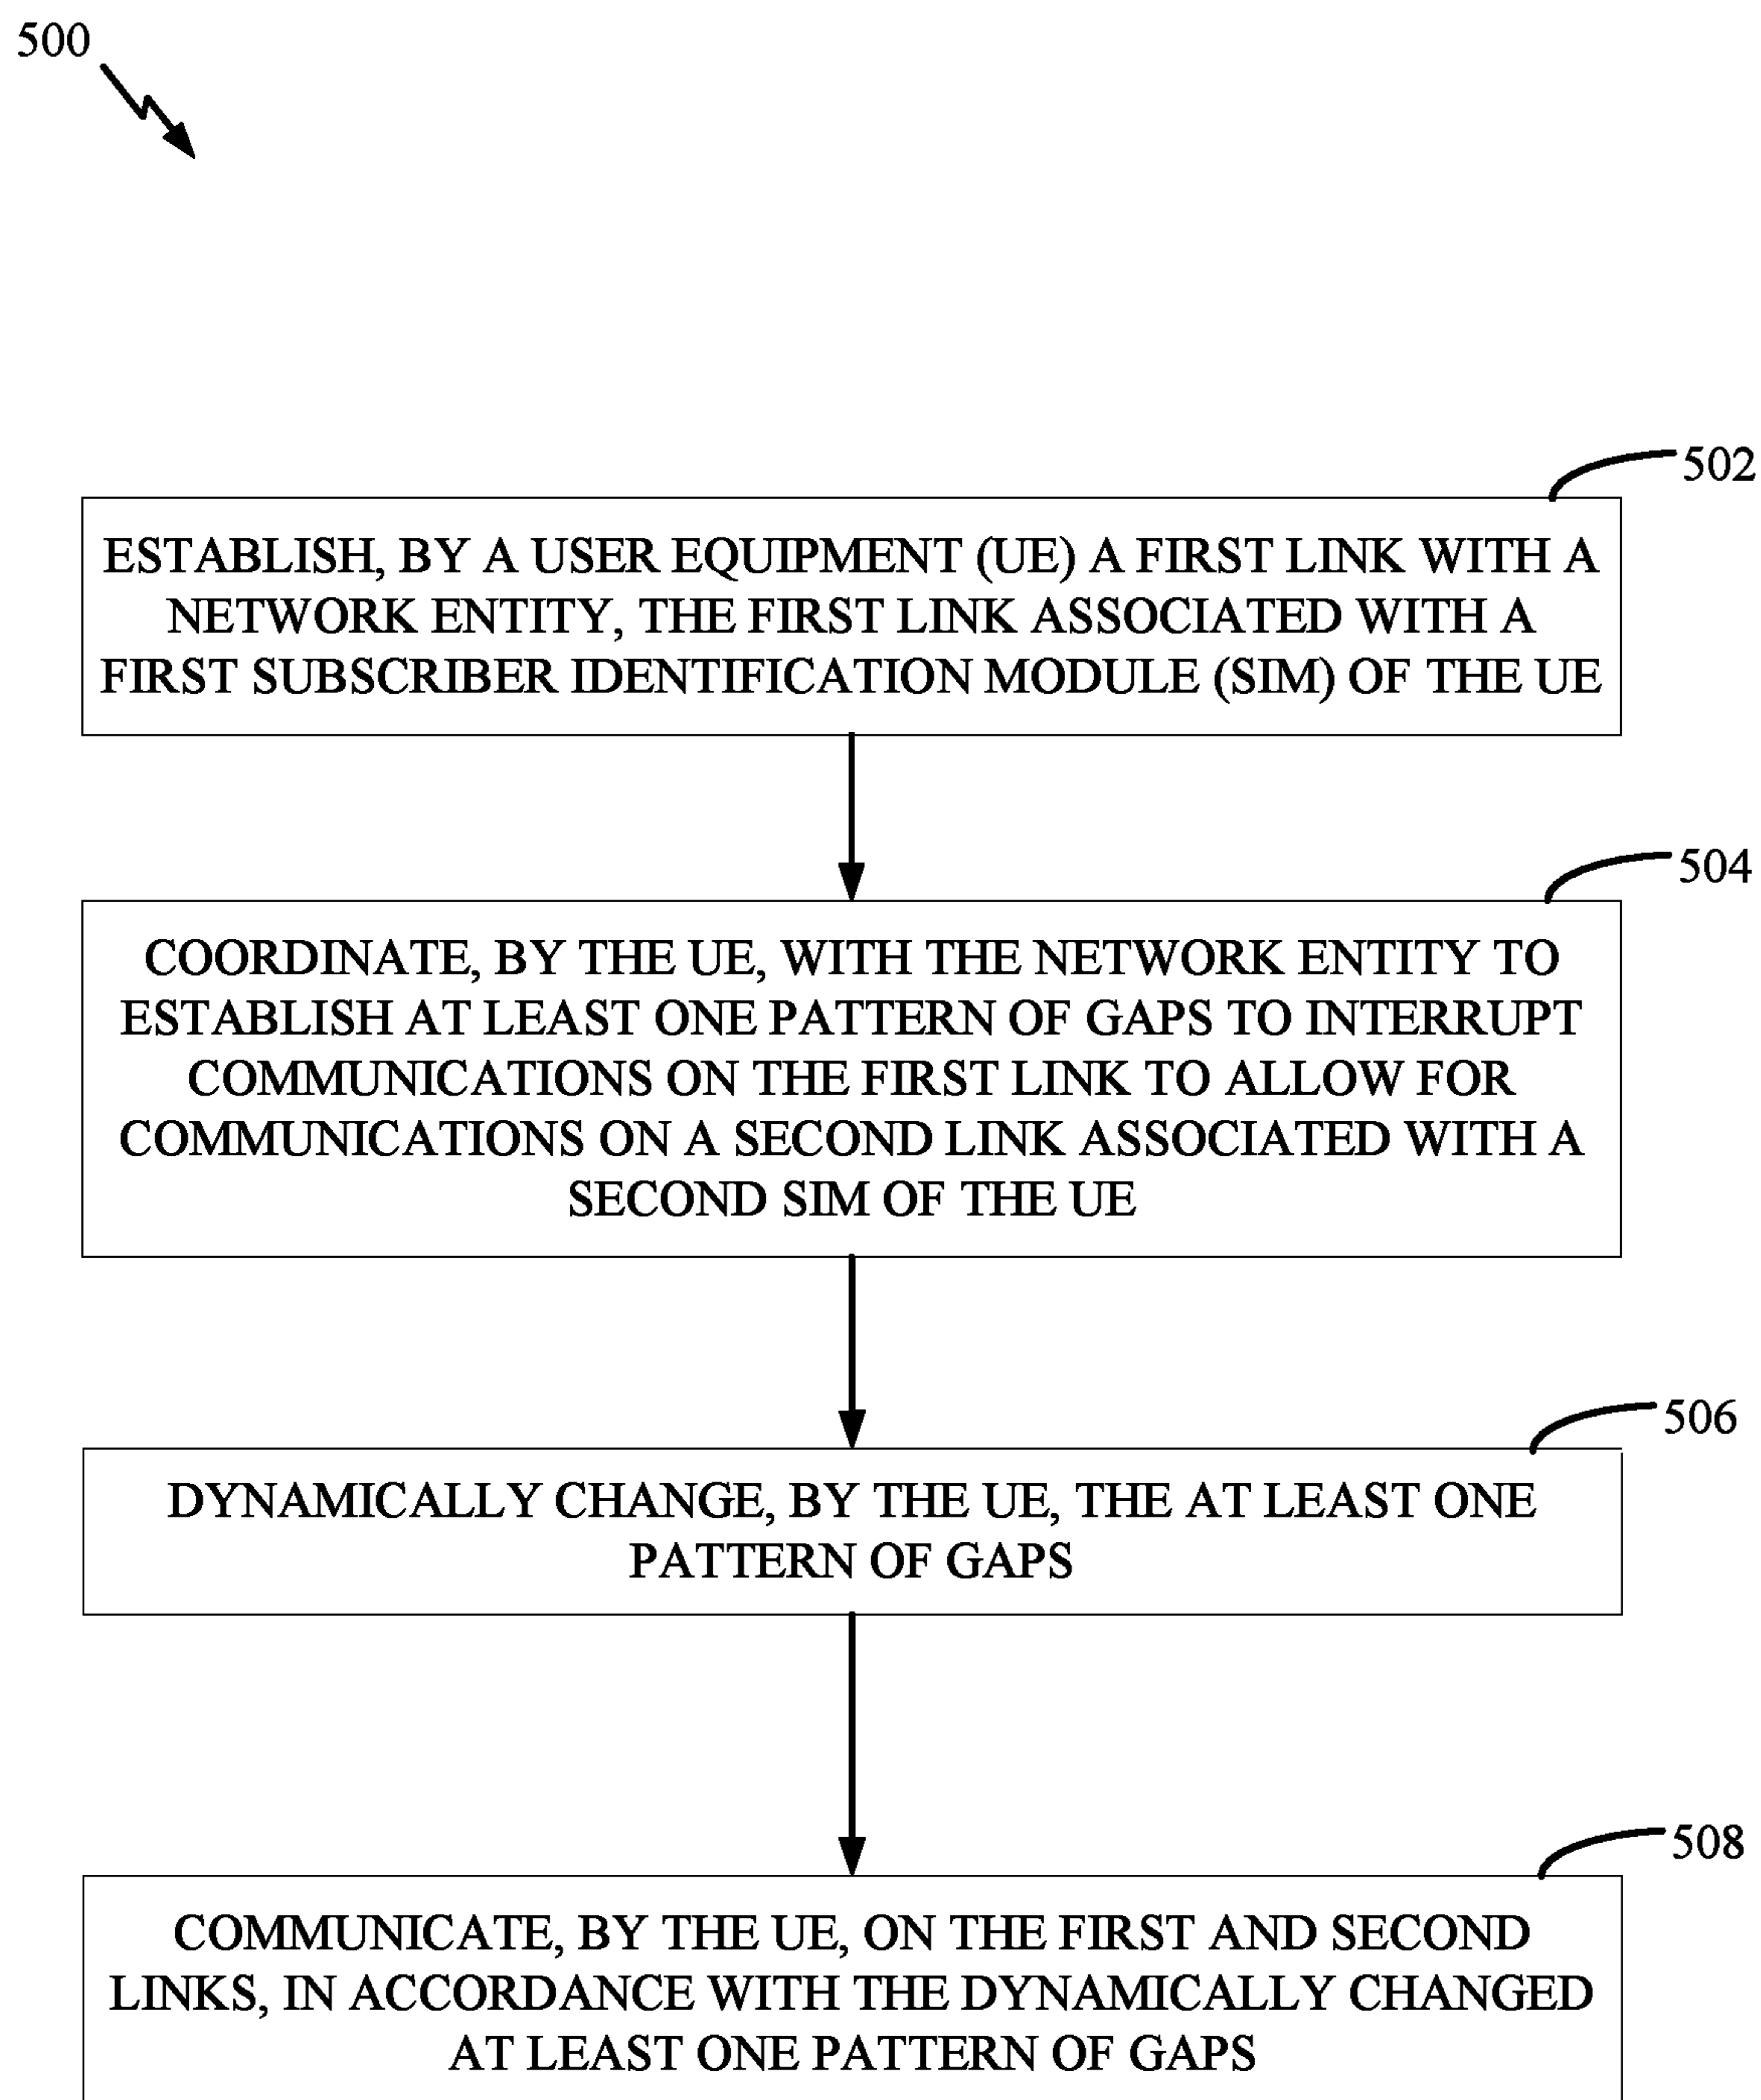 500
502
ESTABLISH, BY A USER EQUIPMENT (UE) A FIRST LINK WITH A
NETWORK ENTITY, THE FIRST LINK ASSOCIATED WITH A
FIRST SUBSCRIBER IDENTIFICATION MODULE (SIM) OF THE UE
504
COORDINATE, BY THE UE, WITH THE NETWORK ENTITY TO
ESTABLISH AT LEAST ONE PATTERN OF GAPS TO INTERRUPT
COMMUNICATIONS ON THE FIRST LINK TO ALLOW FOR
COMMUNICATIONS ON A SECOND LINK ASSOCIATED WITH A
SECOND SIM OF THE UE
506
DYNAMICALLY CHANGE, BY THE UE, THE AT LEAST ONE
PATTERN OF GAPS
508
COMMUNICATE, BY THE UE, ON THE FIRST AND SECOND
LINKS, IN ACCORDANCE WITH THE DYNAMICALLY CHANGED
AT LEAST ONE PATTERN OF GAPS